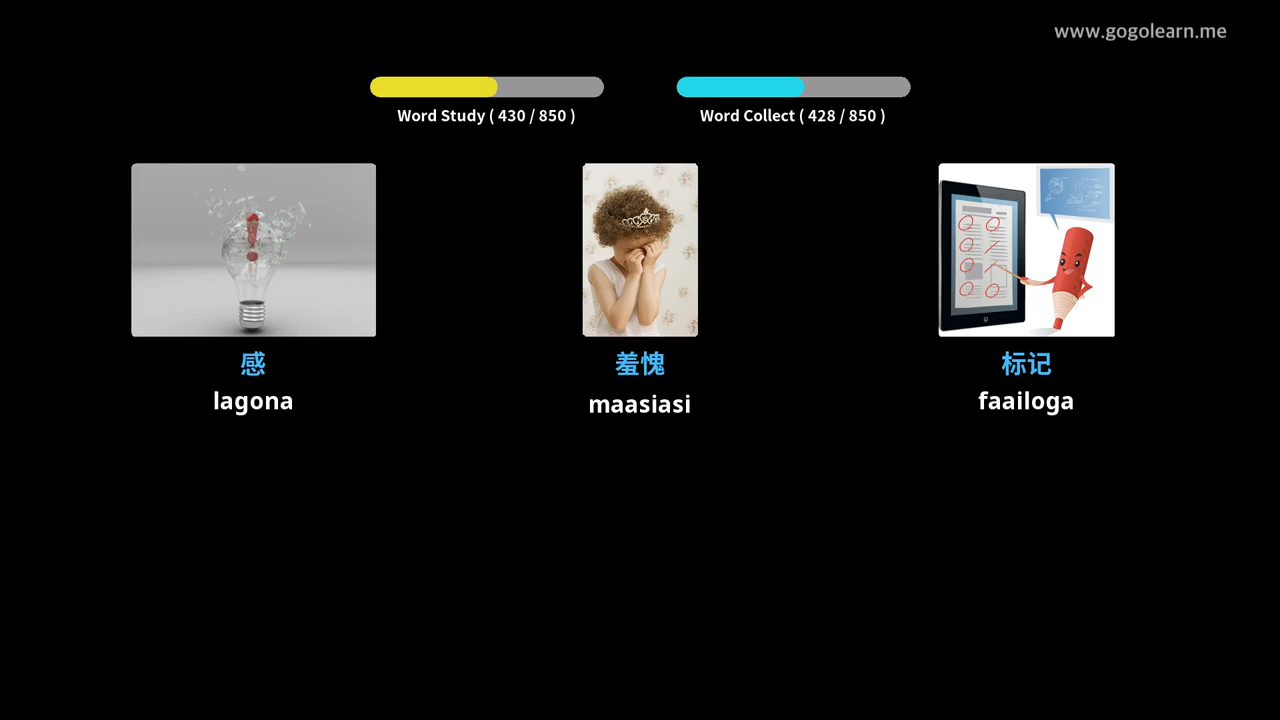 www.gogolearn.me
Word Study ( 430 / 850 )
Word Collect ( 428 / 850 )
感
羞愧
标记
lagona
maasiasi
faailoga